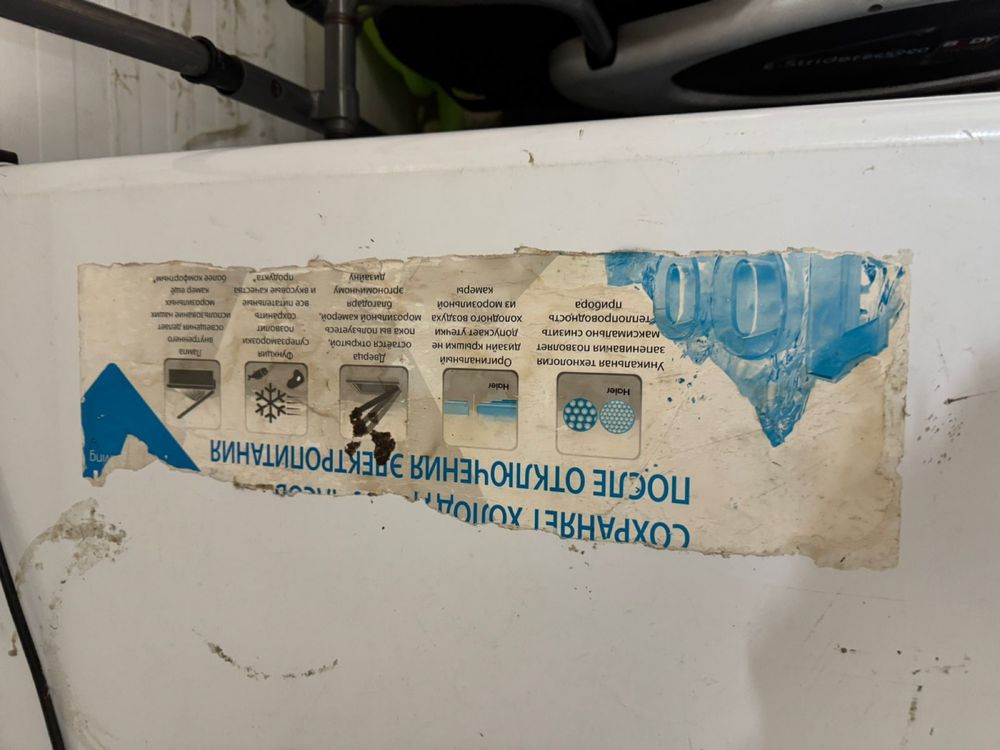 СОХРАНЯЕТ ХОЛОД
ПОСЛЕ ОТКЛЮЧЕНИЯ ЭЛЕКТРОПИТАНИЯ
100
Haier
Уникальная технология
запенивания позволяет
максимально снизить
теплопроводность
прибора
Haier
Оригинальный
дизайн крышки не
допускает утечки
холодного воздуха
из морозильной
камеры
Дверца
остаётся открытой,
пока вы пользуетесь
морозильной камерой,
благодаря
эргономичному
дизайну
Функция
Суперзаморозки
позволит
сохранить
все питательные
и вкусовые качества
продукта*
Лампа
внутреннего
освещения делает
использование наших
морозильных
камер ещё
более комфортным*
E-Strider
BODY